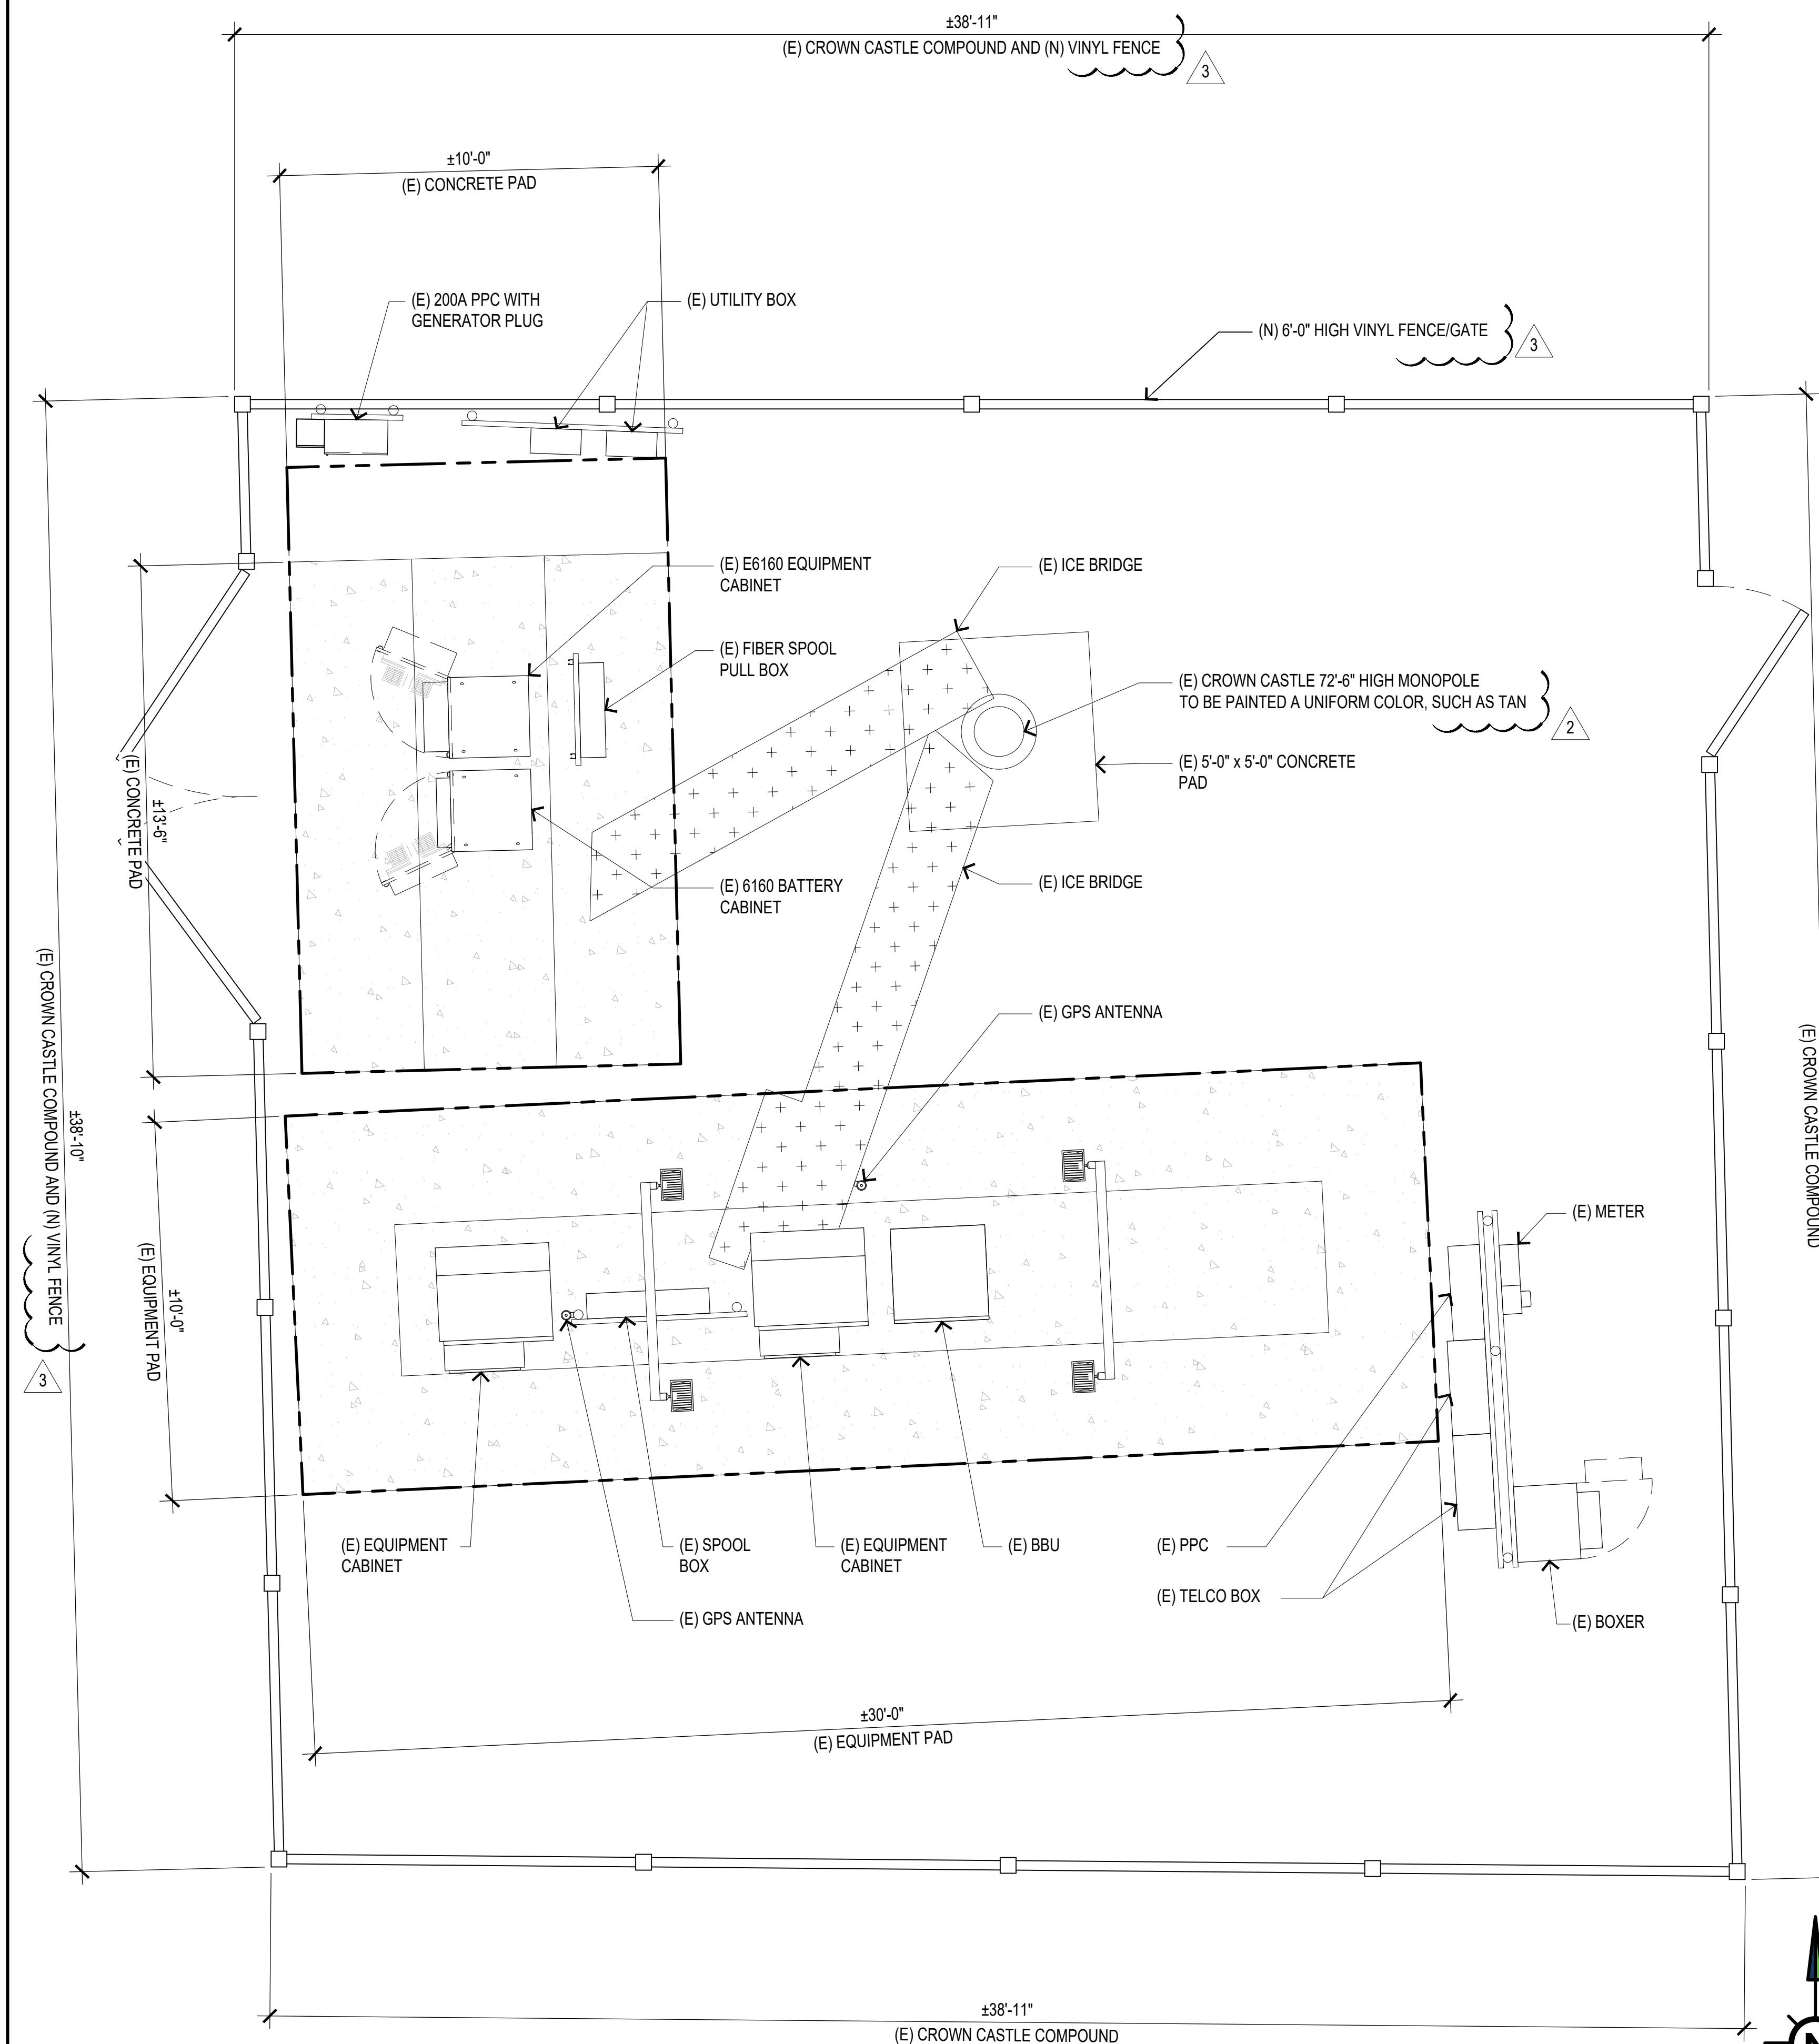 ±38'-11"
(E) CROWN CASTLE COMPOUND AND (N) VINYL FENCE
3
±10'-0"
(E) CONCRETE PAD
(E) 200A PPC WITH
GENERATOR PLUG
(E) UTILITY BOX
(N) 6'-0" HIGH VINYL FENCE/GATE
3
(E) E6160 EQUIPMENT
CABINET
(E) ICE BRIDGE
(E) FIBER SPOOL
PULL BOX
(E) CROWN CASTLE 72'-6" HIGH MONOPOLE
TO BE PAINTED A UNIFORM COLOR, SUCH AS TAN
2
(E) 5'-0" x 5'-0" CONCRETE
PAD
±13'-6"
(E) CONCRETE PAD
(E) 6160 BATTERY
CABINET
(E) ICE BRIDGE
(E) GPS ANTENNA
±38'-10"
(E) CROWN CASTLE COMPOUND AND (N) VINYL FENCE
3
(E) CROWN CASTLE COMPOUND
±10'-0"
(E) EQUIPMENT PAD
(E) METER
(E) EQUIPMENT
CABINET
(E) SPOOL
BOX
(E) EQUIPMENT
CABINET
(E) BBU
(E) PPC
(E) TELCO BOX
(E) GPS ANTENNA
(E) BOXER
±30'-0"
(E) EQUIPMENT PAD
±38'-11"
(E) CROWN CASTLE COMPOUND